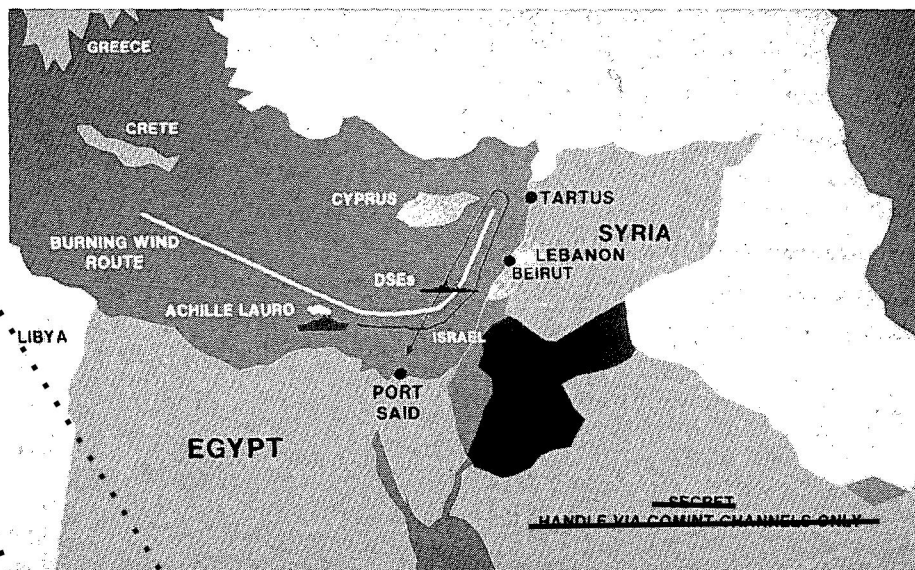 GREECE
CRETE
CYPRUS
TARTUS
SYRIA
BURNING WIND
ROUTE
LEBANON
BEIRUT
DSEs
ACHILLE LAURO
LIBYA
ISRAEL
PORT
SAID
EGYPT
SECRET
HANDLE VIA COMINT CHANNELS ONLY